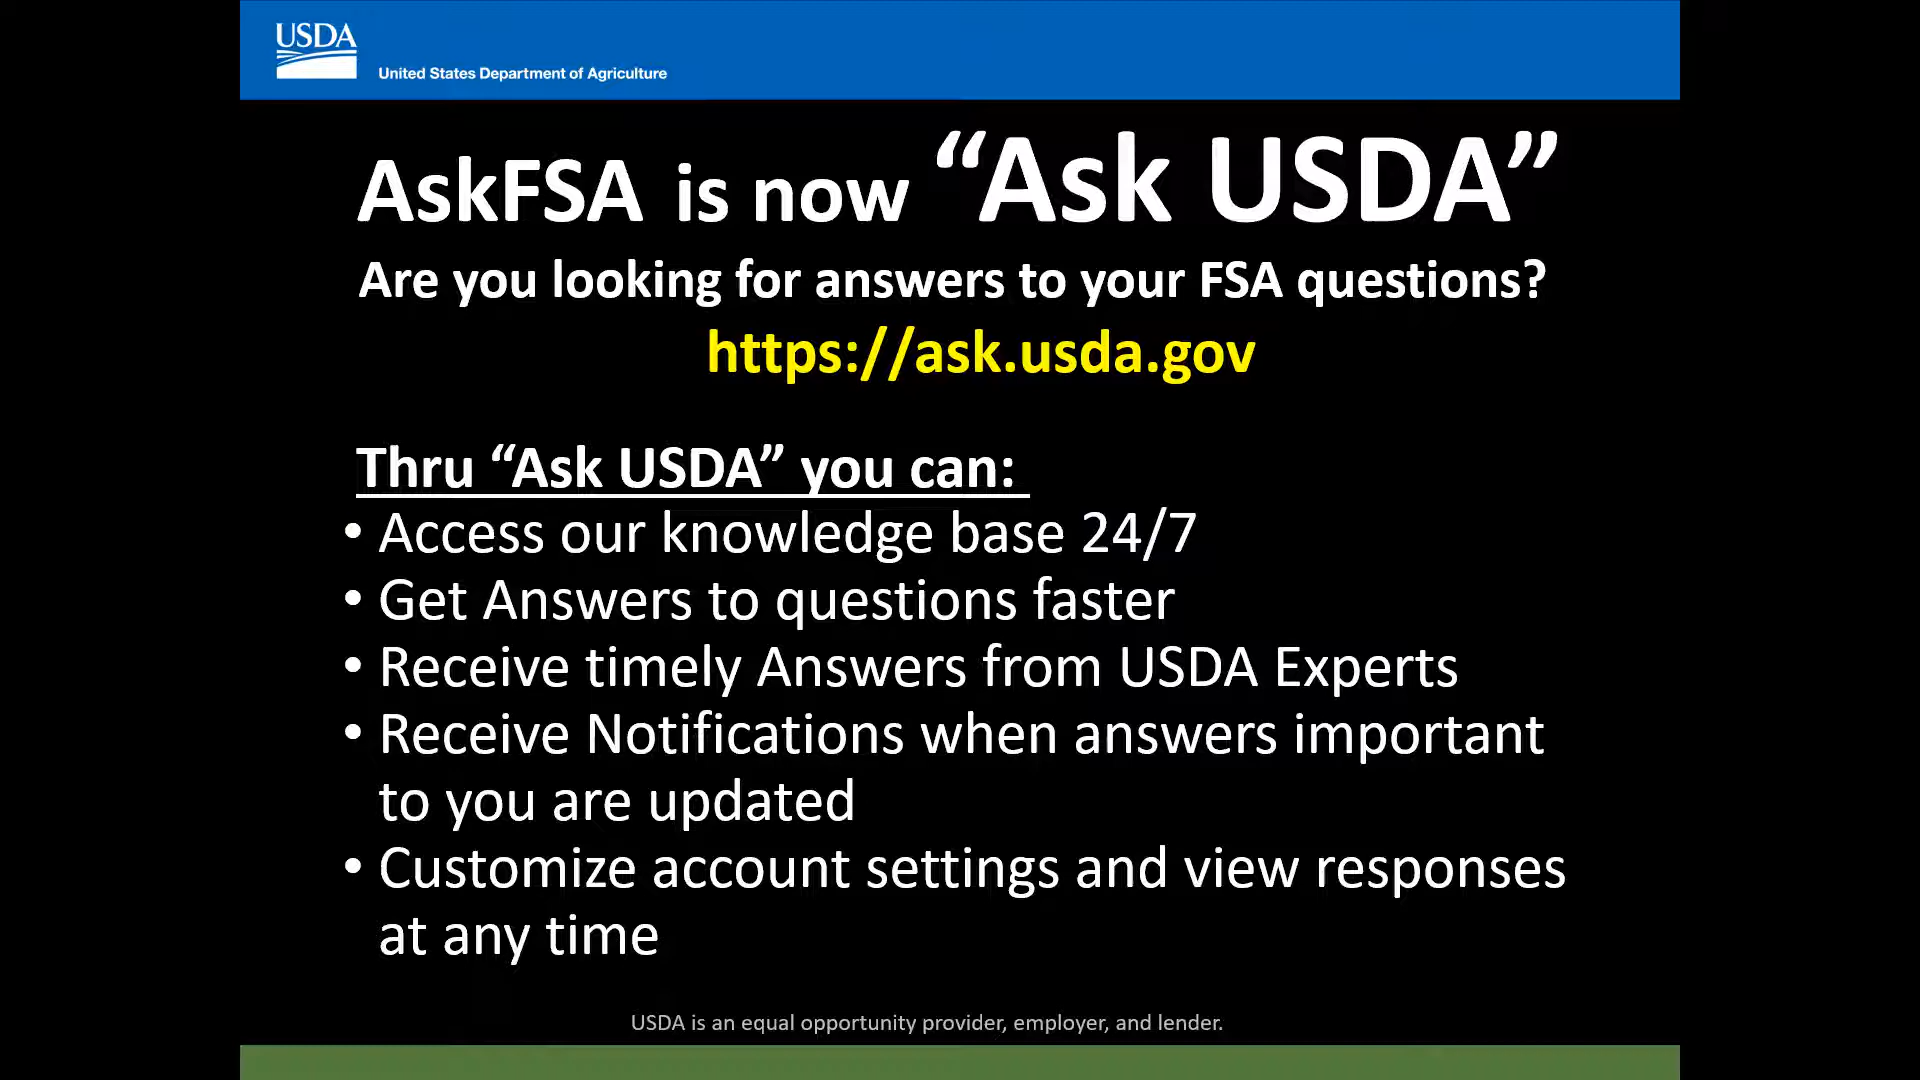 USDA
United States Department of Agriculture
AskFSA is now “Ask USDA”
Are you looking for answers to your FSA questions?
https://ask.usda.gov
Thru “Ask USDA” you can:
• Access our knowledge base 24/7
• Get Answers to questions faster
• Receive timely Answers from USDA Experts
• Receive Notifications when answers important
to you are updated
• Customize account settings and view responses
at any time
USDA is an equal opportunity provider, employer, and lender.